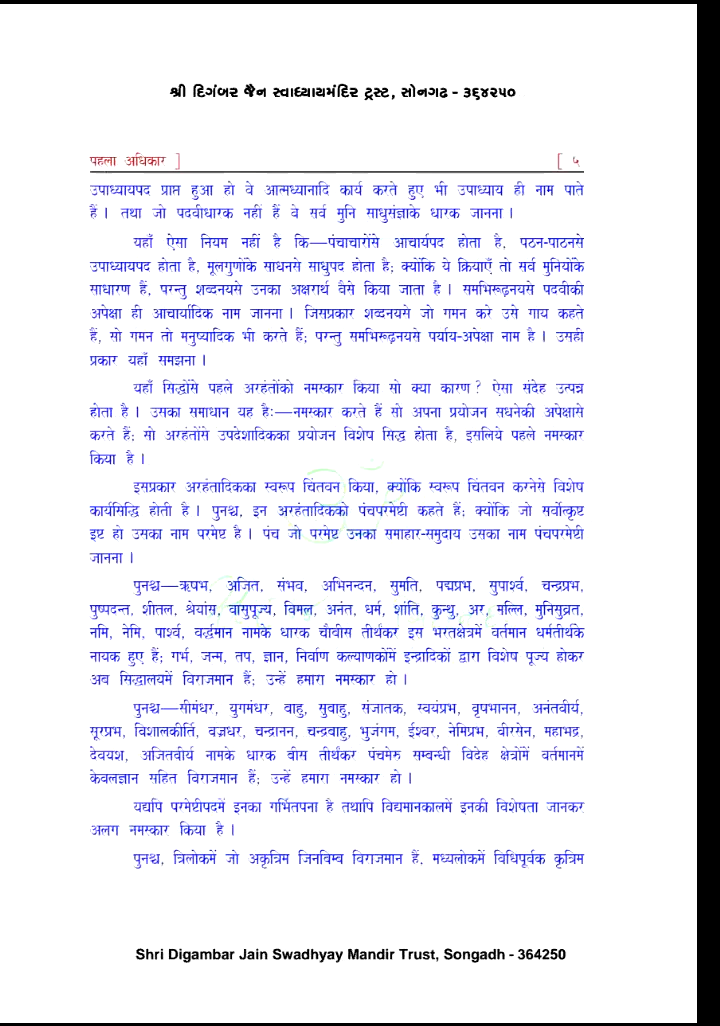 શ્રી દિગંબર જૈન સ્વાધ્યાયમંદિર ટ્રસ્ટ, સોનગઢ - ૩૬૪૨૫૦
पहला अधिकार ] [ ५
उपाध्यायपद प्राप्त हुआ हो वे आत्मध्यानादि कार्य करते हुए भी उपाध्याय ही नाम पाते
हैं । तथा जो पदवीधारक नहीं हैं वे सर्व मुनि साधुसंज्ञाके धारक जानना ।
यहाँ ऐसा नियम नहीं है कि—पंचाचारोंसे आचार्यपद होता है, पठन-पाठनसे
उपाध्यायपद होता है, मूलगुणोंके साधनसे साधुपद होता है; क्योंकि ये क्रियाएँ तो सर्व मुनियोंके
साधारण हैं, परन्तु शब्दनयसे उनका अक्षरार्थ वैसे किया जाता है । समभिरूढ़नयसे पदवीकी
अपेक्षा ही आचार्यादिक नाम जानना । जिसप्रकार शब्दनयसे जो गमन करे उसे गाय कहते
हैं, सो गमन तो मनुष्यादिक भी करते हैं; परन्तु समभिरूढ़नयसे पर्याय-अपेक्षा नाम है । उसही
प्रकार यहाँ समझना ।
यहाँ सिद्धोंसे पहले अरहंतोंको नमस्कार किया सो क्या कारण ? ऐसा संदेह उत्पन्न
होता है । उसका समाधान यह हैः—नमस्कार करते हैं सो अपना प्रयोजन सधनेकी अपेक्षासे
करते हैं; सो अरहंतोंसे उपदेशादिकका प्रयोजन विशेष सिद्ध होता है, इसलिये पहले नमस्कार
किया है ।
इसप्रकार अरहंतादिकका स्वरूप चिंतवन किया, क्योंकि स्वरूप चिंतवन करनेसे विशेष
कार्यसिद्धि होती है । पुनश्च, इन अरहंतादिकको पंचपरमेष्टी कहते हैं; क्योंकि जो सर्वोत्कृष्ट
इष्ट हो उसका नाम परमेष्ट है । पंच जो परमेष्ट उनका समाहार-समुदाय उसका नाम पंचपरमेष्टी
जानना ।
पुनश्च—ऋषभ, अजित, संभव, अभिनन्दन, सुमति, पद्मप्रभ, सुपार्श्व, चन्द्रप्रभ,
पुष्पदन्त, शीतल, श्रेयांस, वासुपूज्य, विमल, अनंत, धर्म, शांति, कुन्थु, अर, मल्लि, मुनिसुव्रत,
नमि, नेमि, पार्श्व, वर्द्धमान नामके धारक चौवीस तीर्थंकर इस भरतक्षेत्रमें वर्तमान धर्मतीर्थके
नायक हुए हैं; गर्भ, जन्म, तप, ज्ञान, निर्वाण कल्याणकोंमें इन्द्रादिकों द्वारा विशेष पूज्य होकर
अब सिद्धालयमें विराजमान हैं; उन्हें हमारा नमस्कार हो ।
पुनश्च—सीमंधर, युगमंधर, वाहु, सुवाहु, संजातक, स्वयंप्रभ, वृषभानन, अनंतवीर्य,
सूरप्रभ, विशालकीर्ति, वज्रधर, चन्द्रानन, चन्द्रवाहु, भुजंगम, ईश्वर, नेमिप्रभ, वीरसेन, महाभद्र,
देवयश, अजितवीर्य नामके धारक बीस तीर्थंकर पंचमेरु सम्वन्धी विदेह क्षेत्रोंमें वर्तमानमें
केवलज्ञान सहित विराजमान हैं; उन्हें हमारा नमस्कार हो ।
यद्यपि परमेष्टीपदमें इनका गर्भितपना है तथापि विद्यमानकालमें इनकी विशेषता जानकर
अलग नमस्कार किया है ।
पुनश्च, त्रिलोकमें जो अकृत्रिम जिनविम्व विराजमान हैं, मध्यलोकमें विधिपूर्वक कृत्रिम
Shri Digambar Jain Swadhyay Mandir Trust, Songadh - 364250